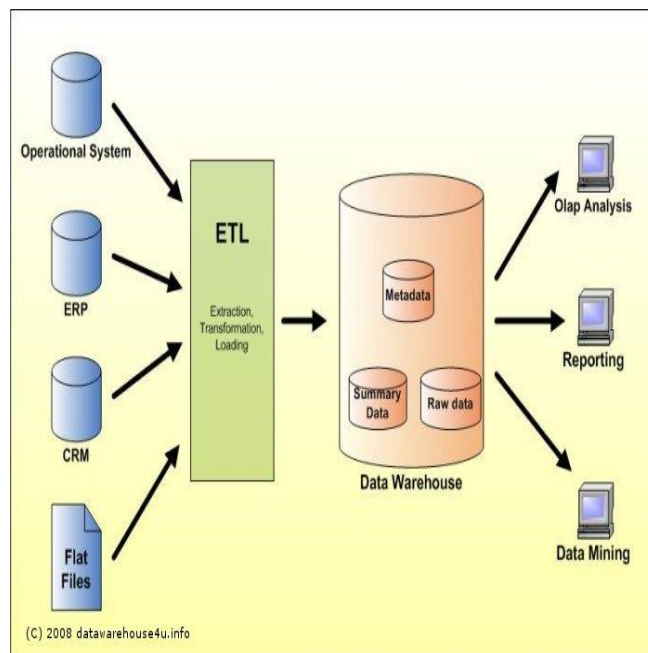 Operational System
ERP
CRM
Flat
Files
ETL
Extraction,
Transformation,
Loading
Metadata
Summary
Data
Raw data
Data Warehouse
Olap Analysis
Reporting
Data Mining
(C) 2008 datawarehouse4u.info